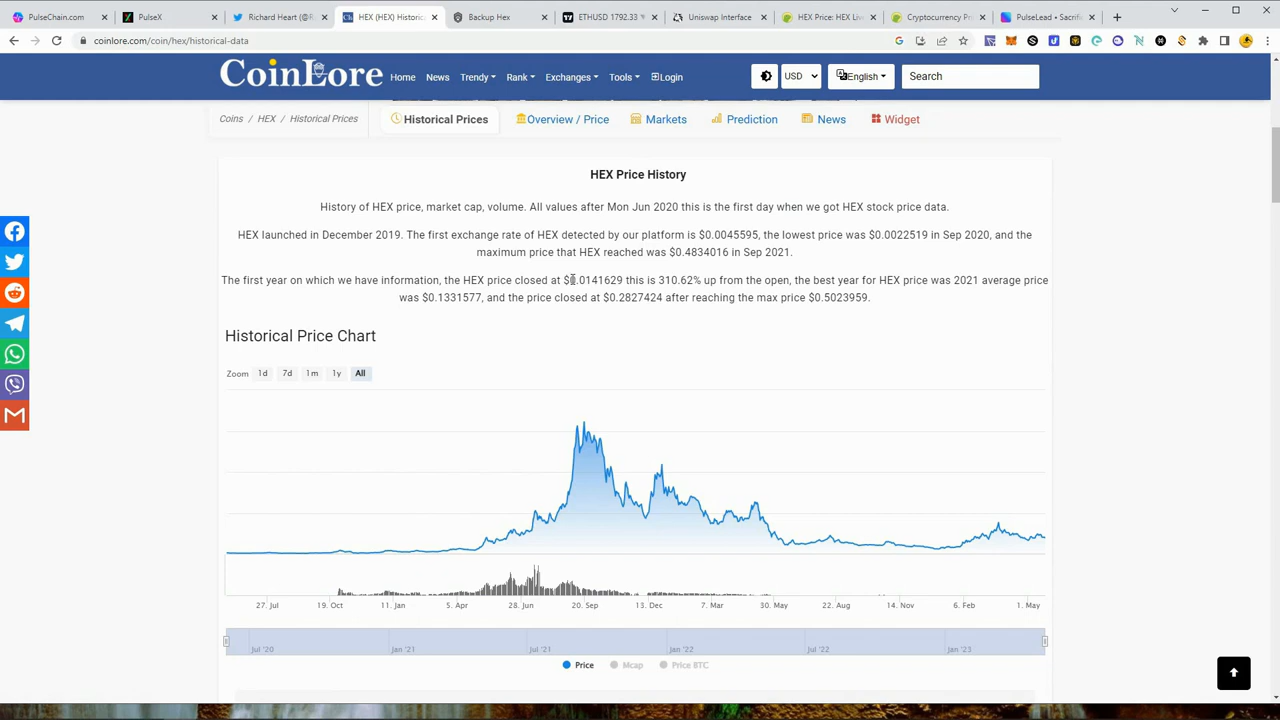 PulseChain.com
PulseX
Richard Heart (@R
HEX (HEX) Historic
Backup Hex
ETHUSD 1792.33
Uniswap Interface
HEX Price: HEX Live
Cryptocurrency Pri
PulseLead • Sacrific
coinlore.com/coin/hex/historical-data
CoinLore
Home
News
Trendy
Rank
Exchanges
Tools
Login
USD
English
Search
Coins / HEX / Historical Prices
Historical Prices
Overview / Price
Markets
Prediction
News
Widget
HEX Price History
History of HEX price, market cap, volume. All values after Mon Jun 2020 this is the first day when we got HEX stock price data.
HEX launched in December 2019. The first exchange rate of HEX detected by our platform is $0.0045595, the lowest price was $0.0022519 in Sep 2020, and the
maximum price that HEX reached was $0.4834016 in Sep 2021.
The first year on which we have information, the HEX price closed at $0.0141629 this is 310.62% up from the open, the best year for HEX price was 2021 average price
was $0.1331577, and the price closed at $0.2827424 after reaching the max price $0.5023959.
Historical Price Chart
Zoom 1d 7d 1m 1y All
27. Jul 19. Oct 11. Jan 5. Apr 28. Jun 20. Sep 13. Dec 7. Mar 30. May 22. Aug 14. Nov 6. Feb 1. May
Jul '20 Jan '21 Jul '21 Jan '22 Jul '22 Jan '23
Price Mcap Price BTC